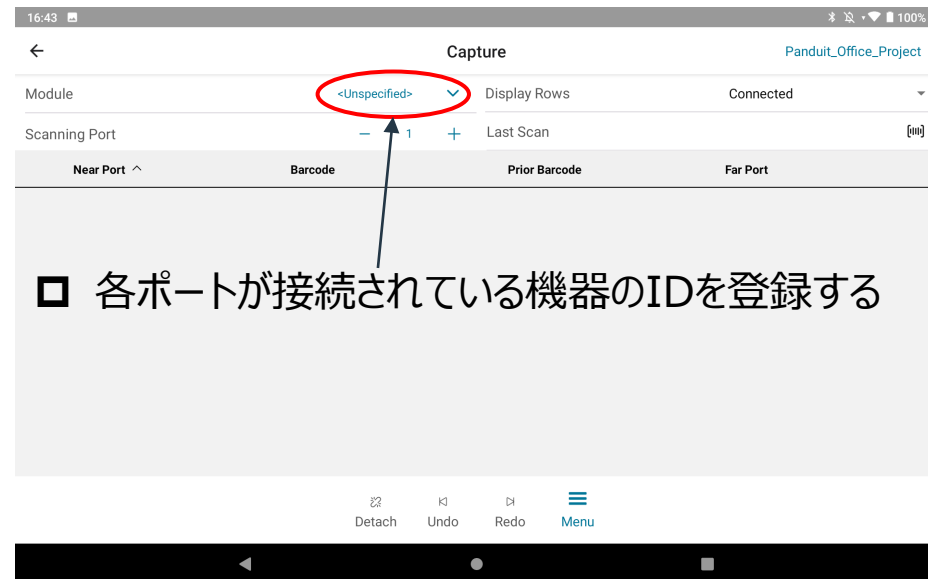 16:43 100%
Capture Panduit_Office_Project
Module <Unspecified> Display Rows Connected
Scanning Port − 1 + Last Scan
Near Port Barcode Prior Barcode Far Port
各ポートが接続されている機器のIDを登録する
Detach Undo Redo Menu